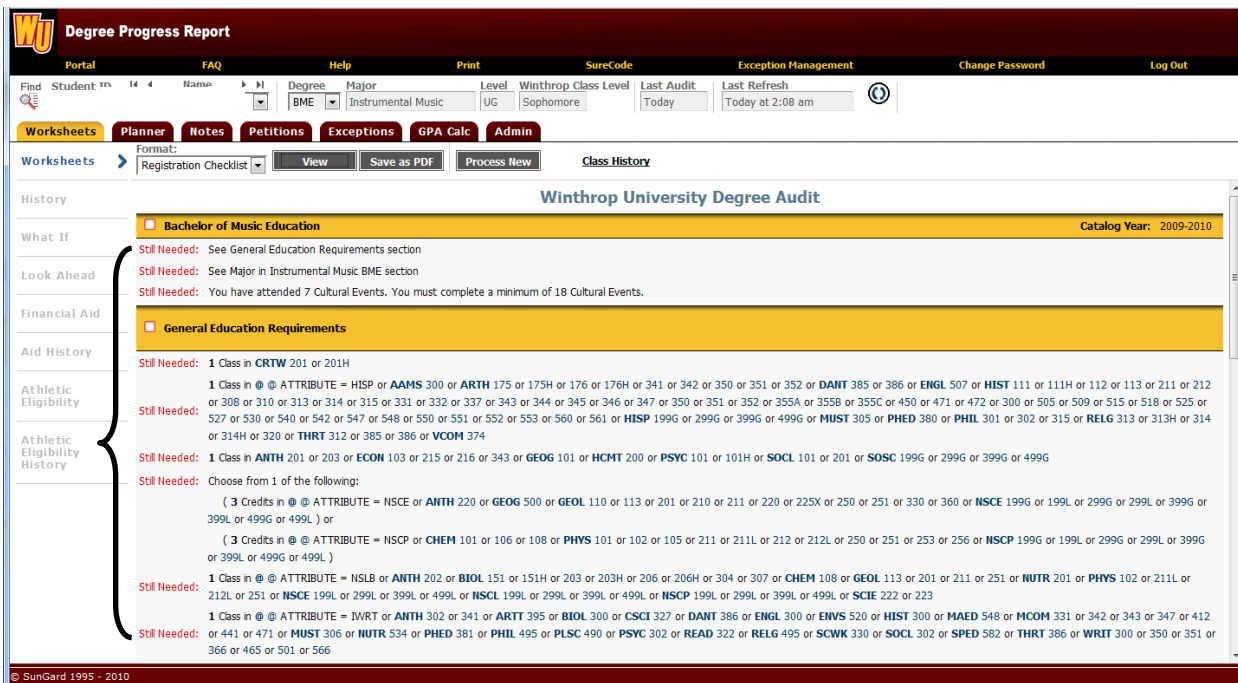 WU Degree Progress Report
Portal FAQ Help Print SureCode Exception Management Change Password Log Out
Find Student ID Name Degree Major Level Winthrop Class Level Last Audit Last Refresh
BME Instrumental Music UG Sophomore Today Today at 2:08 am
Worksheets Planner Notes Petitions Exceptions GPA Calc Admin
Format:
Worksheets Registration Checklist View Save as PDF Process New Class History
History
What If
Look Ahead
Financial Aid
Aid History
Athletic
Eligibility
Athletic
Eligibility
History
Winthrop University Degree Audit
Bachelor of Music Education Catalog Year: 2009-2010
Still Needed: See General Education Requirements section
Still Needed: See Major in Instrumental Music BME section
Still Needed: You have attended 7 Cultural Events. You must complete a minimum of 18 Cultural Events.
General Education Requirements
Still Needed: 1 Class in CRTW 201 or 201H
1 Class in @ @ ATTRIBUTE = HISP or AAMS 300 or ARTH 175 or 175H or 176 or 176H or 341 or 342 or 350 or 351 or 352 or DANT 385 or 386 or ENGL 507 or HIST 111 or 111H or 112 or 113 or 211 or 212
or 308 or 310 or 313 or 314 or 315 or 331 or 332 or 337 or 343 or 344 or 345 or 346 or 347 or 350 or 351 or 352 or 355A or 355B or 355C or 450 or 471 or 472 or 300 or 505 or 509 or 515 or 518 or 525 or
Still Needed: 527 or 530 or 540 or 542 or 547 or 548 or 550 or 551 or 552 or 553 or 560 or 561 or HISP 199G or 299G or 399G or 499G or MUST 305 or PHED 380 or PHIL 301 or 302 or 315 or RELG 313 or 313H or 314
or 314H or 320 or THRT 312 or 385 or 386 or VCOM 374
Still Needed: 1 Class in ANTH 201 or 203 or ECON 103 or 215 or 216 or 343 or GEOG 101 or HCMT 200 or PSYC 101 or 101H or SOCL 101 or 201 or SOSC 199G or 299G or 399G or 499G
Still Needed: Choose from 1 of the following:
( 3 Credits in @ @ ATTRIBUTE = NSCE or ANTH 220 or GEOG 500 or GEOL 110 or 113 or 201 or 210 or 211 or 220 or 225X or 250 or 251 or 330 or 360 or NSCE 199G or 199L or 299G or 299L or 399G or
399L or 499G or 499L ) or
( 3 Credits in @ @ ATTRIBUTE = NSCP or CHEM 101 or 106 or 108 or PHYS 101 or 102 or 105 or 211 or 211L or 212 or 212L or 250 or 251 or 253 or 256 or NSCP 199G or 199L or 299G or 299L or 399G
or 399L or 499G or 499L )
1 Class in @ @ ATTRIBUTE = NSLB or ANTH 202 or BIOL 151 or 151H or 203 or 203H or 206 or 206H or 304 or 307 or CHEM 108 or GEOL 113 or 201 or 211 or 251 or NUTR 201 or PHYS 102 or 211L or
Still Needed: 212L or 251 or NSCE 199L or 299L or 399L or 499L or NSCL 199L or 299L or 399L or 499L or NSCP 199L or 299L or 399L or 499L or SCIE 222 or 223
1 Class in @ @ ATTRIBUTE = IWRT or ANTH 302 or 341 or ARTT 395 or BIOL 300 or CSCI 327 or DANT 386 or ENGL 300 or ENVS 520 or HIST 300 or MAED 548 or MCOM 331 or 342 or 343 or 347 or 412
Still Needed: or 441 or 471 or MUST 306 or NUTR 534 or PHED 381 or PHIL 495 or PLSC 490 or PSYC 302 or READ 322 or RELG 495 or SCWK 330 or SOCL 302 or SPED 582 or THRT 386 or WRIT 300 or 350 or 351 or
366 or 465 or 501 or 566
© SunGard 1995 - 2010